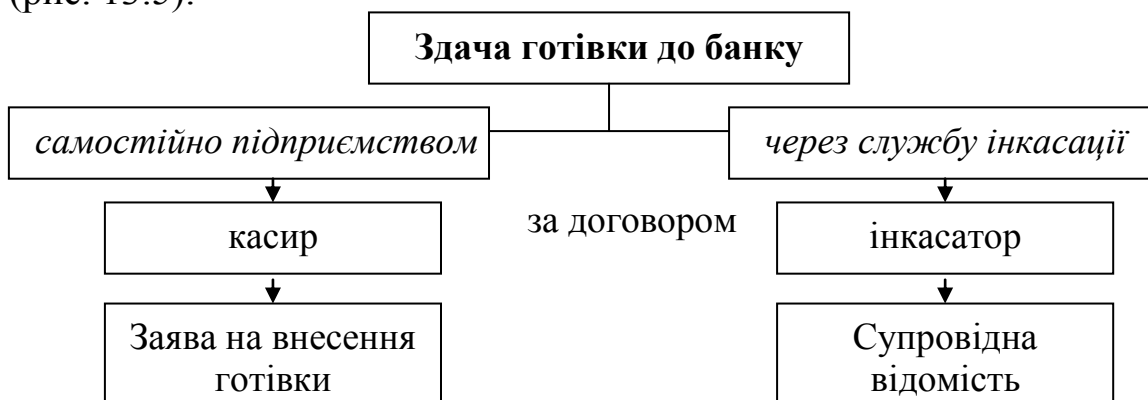 (рис. 13.5).
Здача готівки до банку
самостійно підприємством
через службу інкасації
касир
за договором
інкасатор
Заява на внесення
готівки
Супровідна
відомість